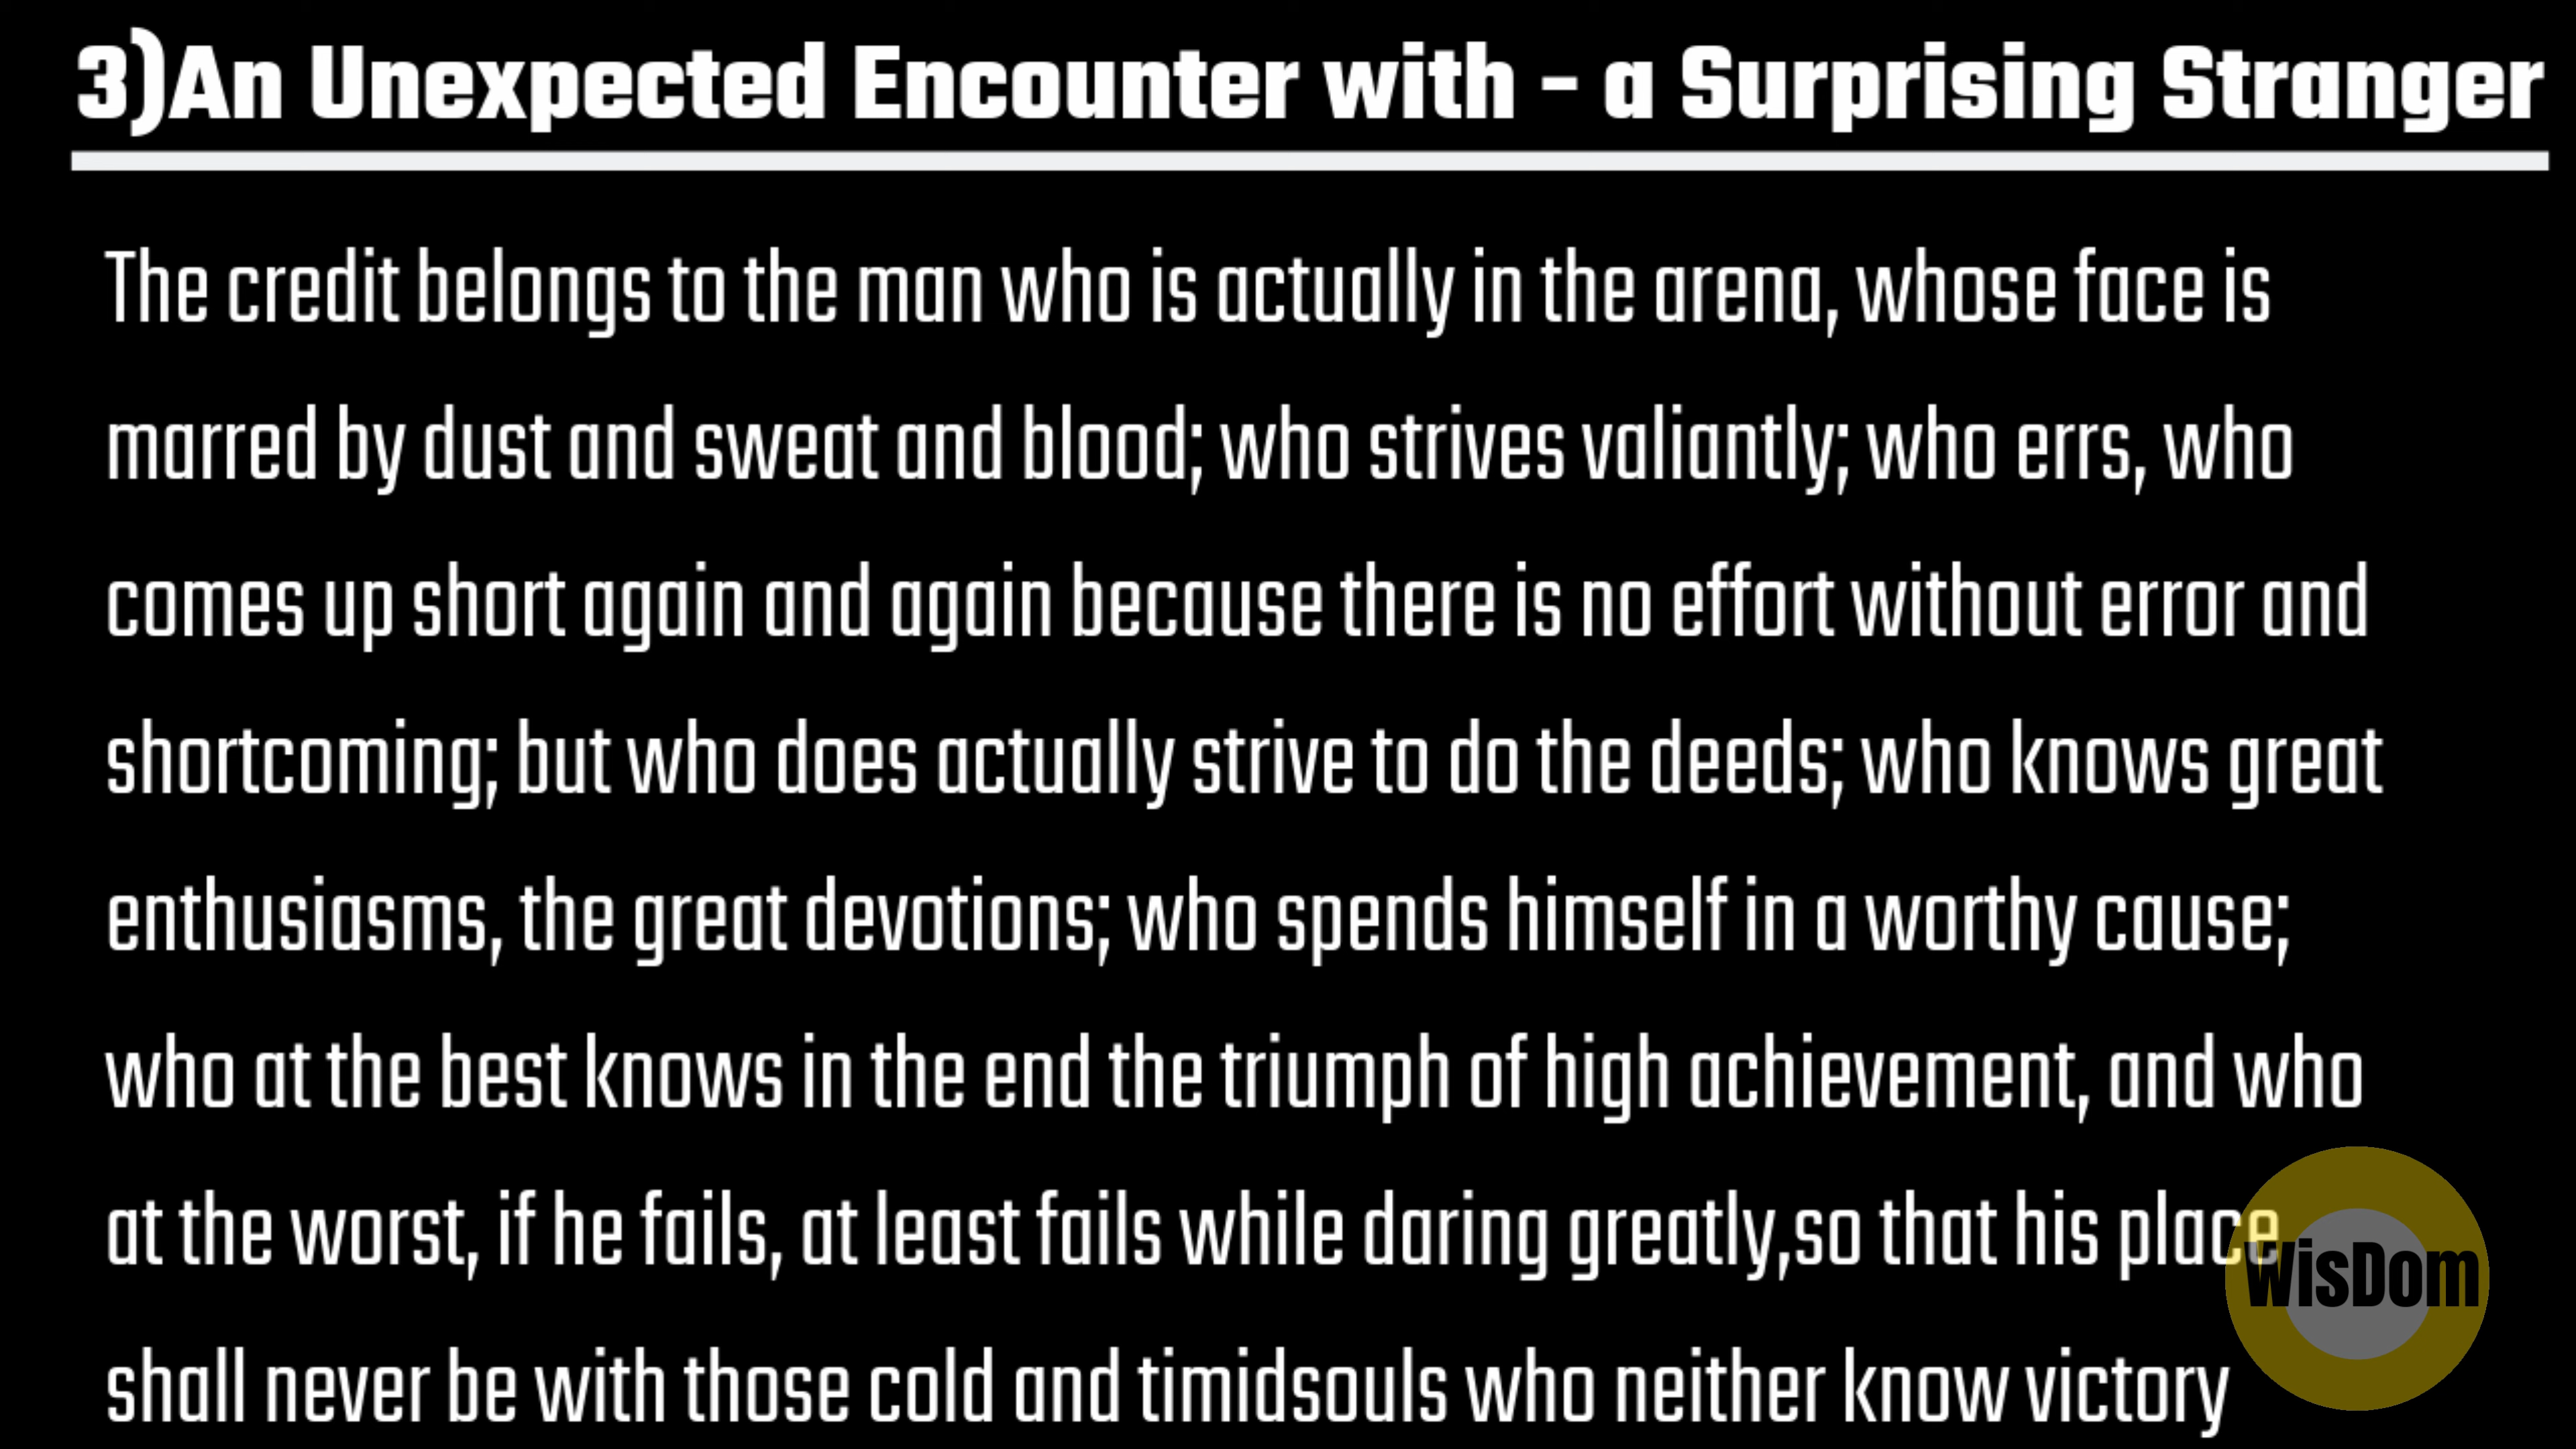 3)An Unexpected Encounter with - a Surprising Stranger
The credit belongs to the man who is actually in the arena, whose face is
marred by dust and sweat and blood; who strives valiantly; who errs, who
comes up short again and again because there is no effort without error and
shortcoming; but who does actually strive to do the deeds; who knows great
enthusiasms, the great devotions; who spends himself in a worthy cause;
who at the best knows in the end the triumph of high achievement, and who
at the worst, if he fails, at least fails while daring greatly,so that his place
WisDom
shall never be with those cold and timidsouls who neither know victory